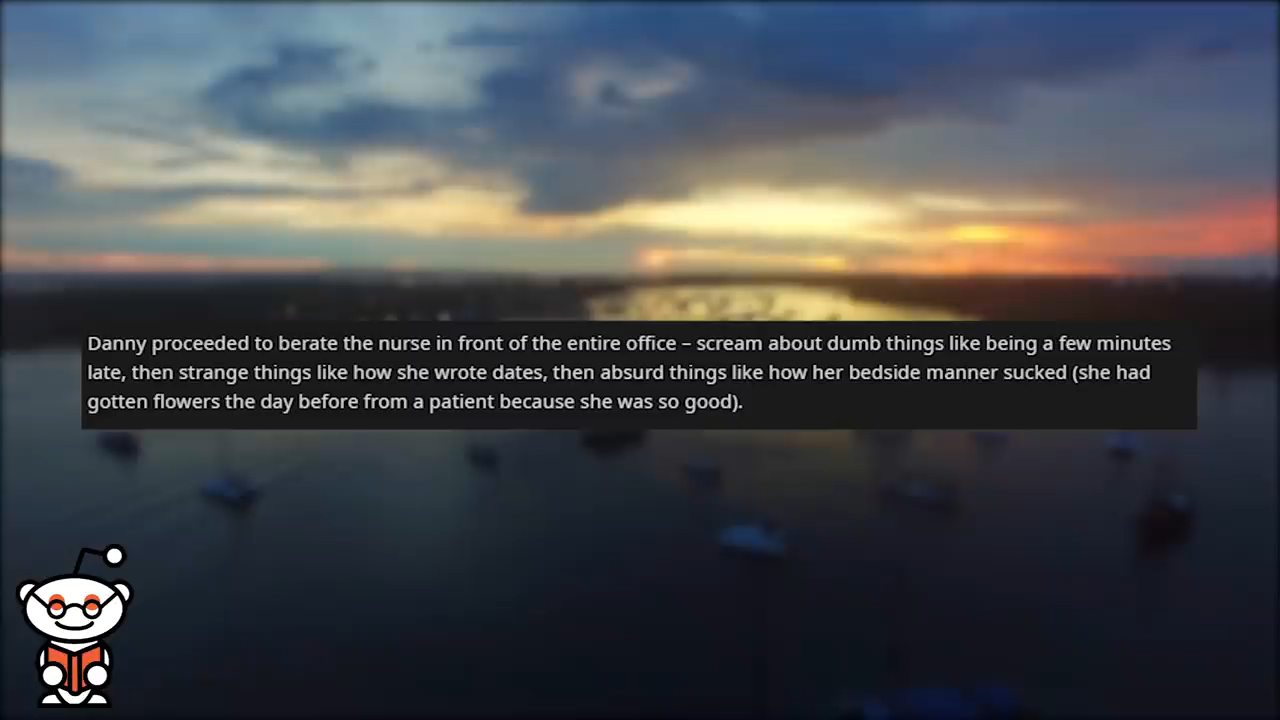 Danny proceeded to berate the nurse in front of the entire office – scream about dumb things like being a few minutes
late, then strange things like how she wrote dates, then absurd things like how her bedside manner sucked (she had
gotten flowers the day before from a patient because she was so good).